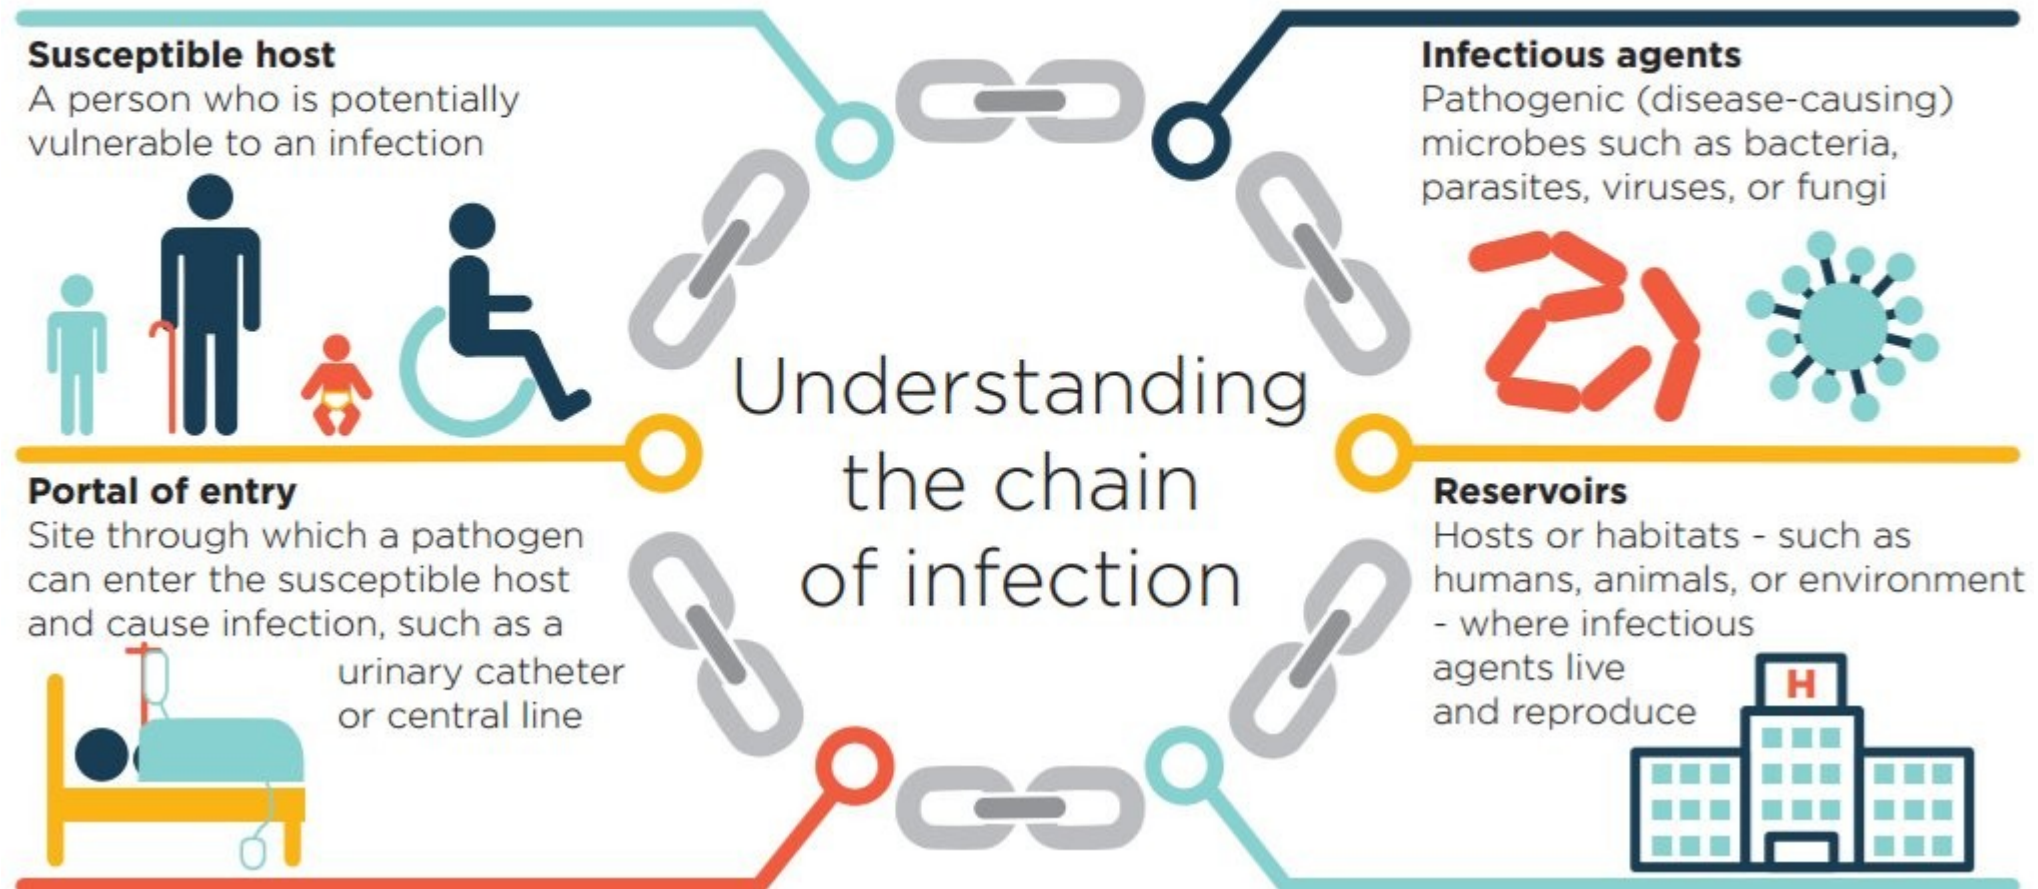 Susceptible host
A person who is potentially
vulnerable to an infection
Infectious agents
Pathogenic (disease-causing)
microbes such as bacteria,
parasites, viruses, or fungi
Understanding
the chain
of infection
Portal of entry
Site through which a pathogen
can enter the susceptible host
and cause infection, such as a
urinary catheter
or central line
Reservoirs
Hosts or habitats - such as
humans, animals, or environment
- where infectious
agents live
and reproduce
H